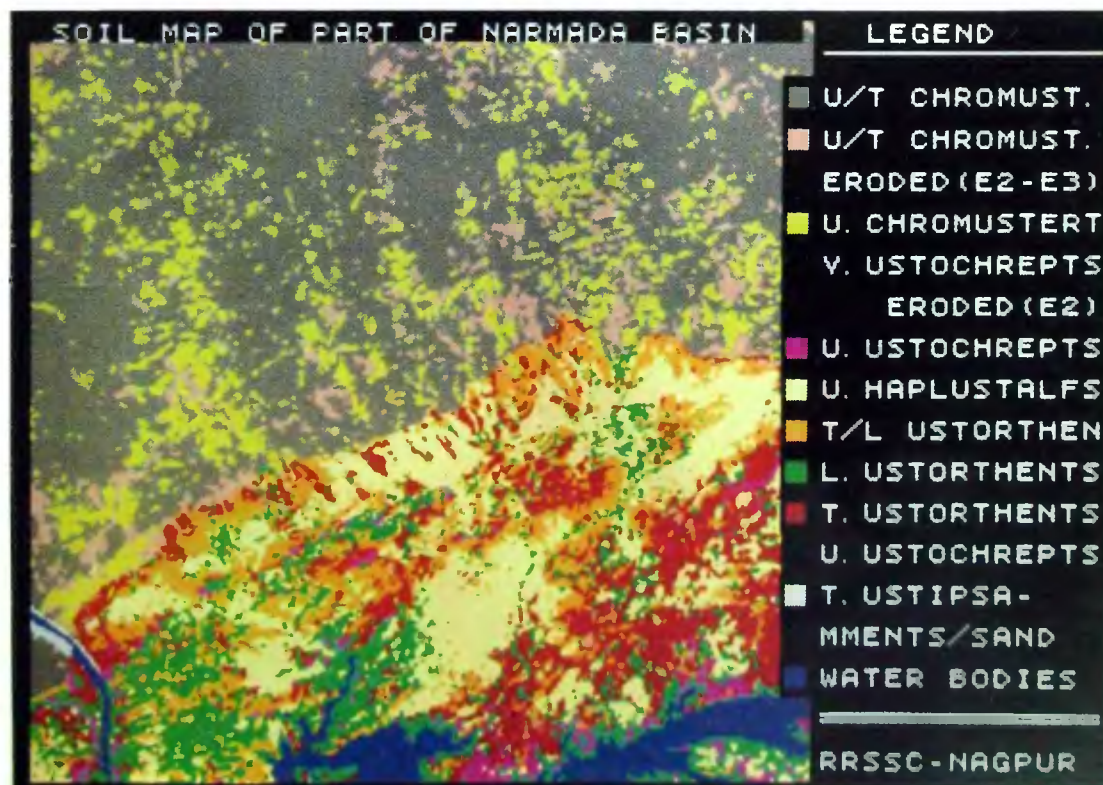 SOIL MAP OF PART OF NARMADA BASIN
LEGEND
U/T CHROMUST.
U/T CHROMUST.
ERODED(E2-E3)
U. CHROMUSTERT
Y. USTOCHREPTS
ERODED(E2)
U. USTOCHREPTS
U. HAPLUSTALFS
T/L USTORTHEN
L. USTORTHENTS
T. USTORTHENTS
U. USTOCHREPTS
T. USTIPSA-
MMENTS/SAND
WATER BODIES
RRSSC-NAGPUR